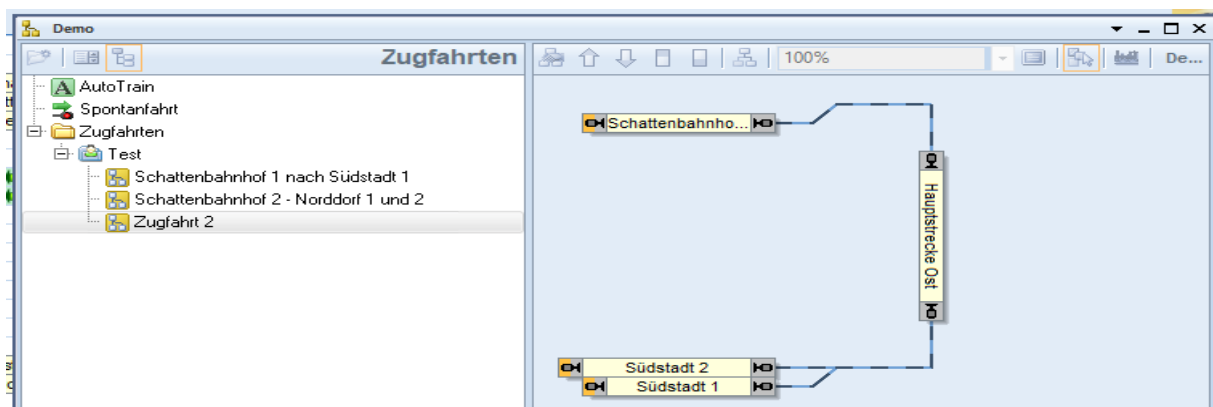 Demo
Zugfahrten
100%
De...
AutoTrain
Spontanfahrt
Zugfahrten
Test
Schattenbahnhof 1 nach Südstadt 1
Schattenbahnhof 2 - Norddorf 1 und 2
Zugfahrt 2
Schattenbahnho...
Hauptstrecke Ost
Südstadt 2
Südstadt 1